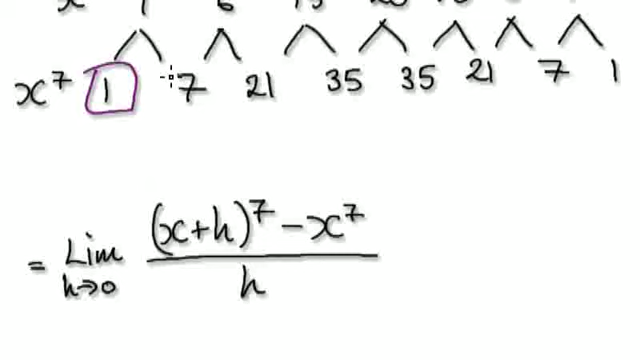 x⁷ 1 7 21 35 35 21 7 1
= Lim h→0 (x+h)⁷ - x⁷ / h